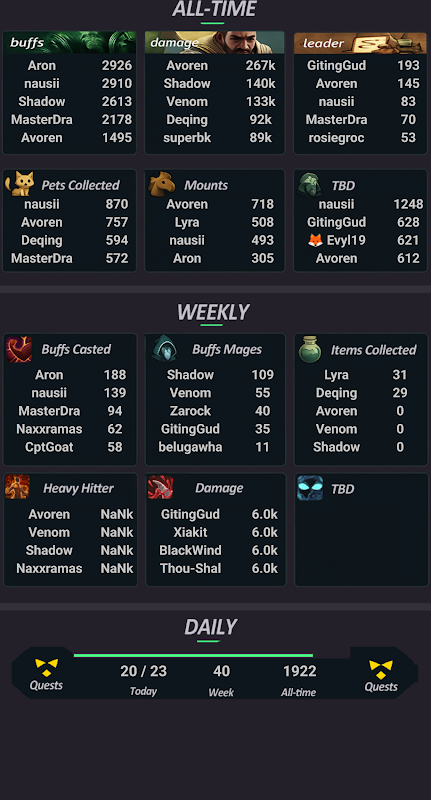 ALL-TIME
buffs
Aron 2926
nausii 2910
Shadow 2613
MasterDra 2178
Avoren 1495
damage
Avoren 267k
Shadow 140k
Venom 133k
Deqing 92k
superbk 89k
leader
GitingGud 193
Avoren 145
nausii 83
MasterDra 70
rosiegroc 53
Pets Collected
nausii 870
Avoren 757
Deqing 594
MasterDra 572
Mounts
Avoren 718
Lyra 508
nausii 493
Aron 305
TBD
nausii 1248
GitingGud 628
🦊 Evyl19 621
Avoren 612
WEEKLY
Buffs Casted
Aron 188
nausii 139
MasterDra 94
Naxxramas 62
CptGoat 58
Buffs Mages
Shadow 109
Venom 55
Zarock 40
GitingGud 35
belugawha 11
Items Collected
Lyra 31
Deqing 29
Avoren 0
Venom 0
Shadow 0
Heavy Hitter
Avoren NaNk
Venom NaNk
Shadow NaNk
Naxxramas NaNk
Damage
GitingGud 6.0k
Xiakit 6.0k
BlackWind 6.0k
Thou-Shal 6.0k
TBD
DAILY
Quests
20 / 23
Today
40
Week
1922
All-time
Quests